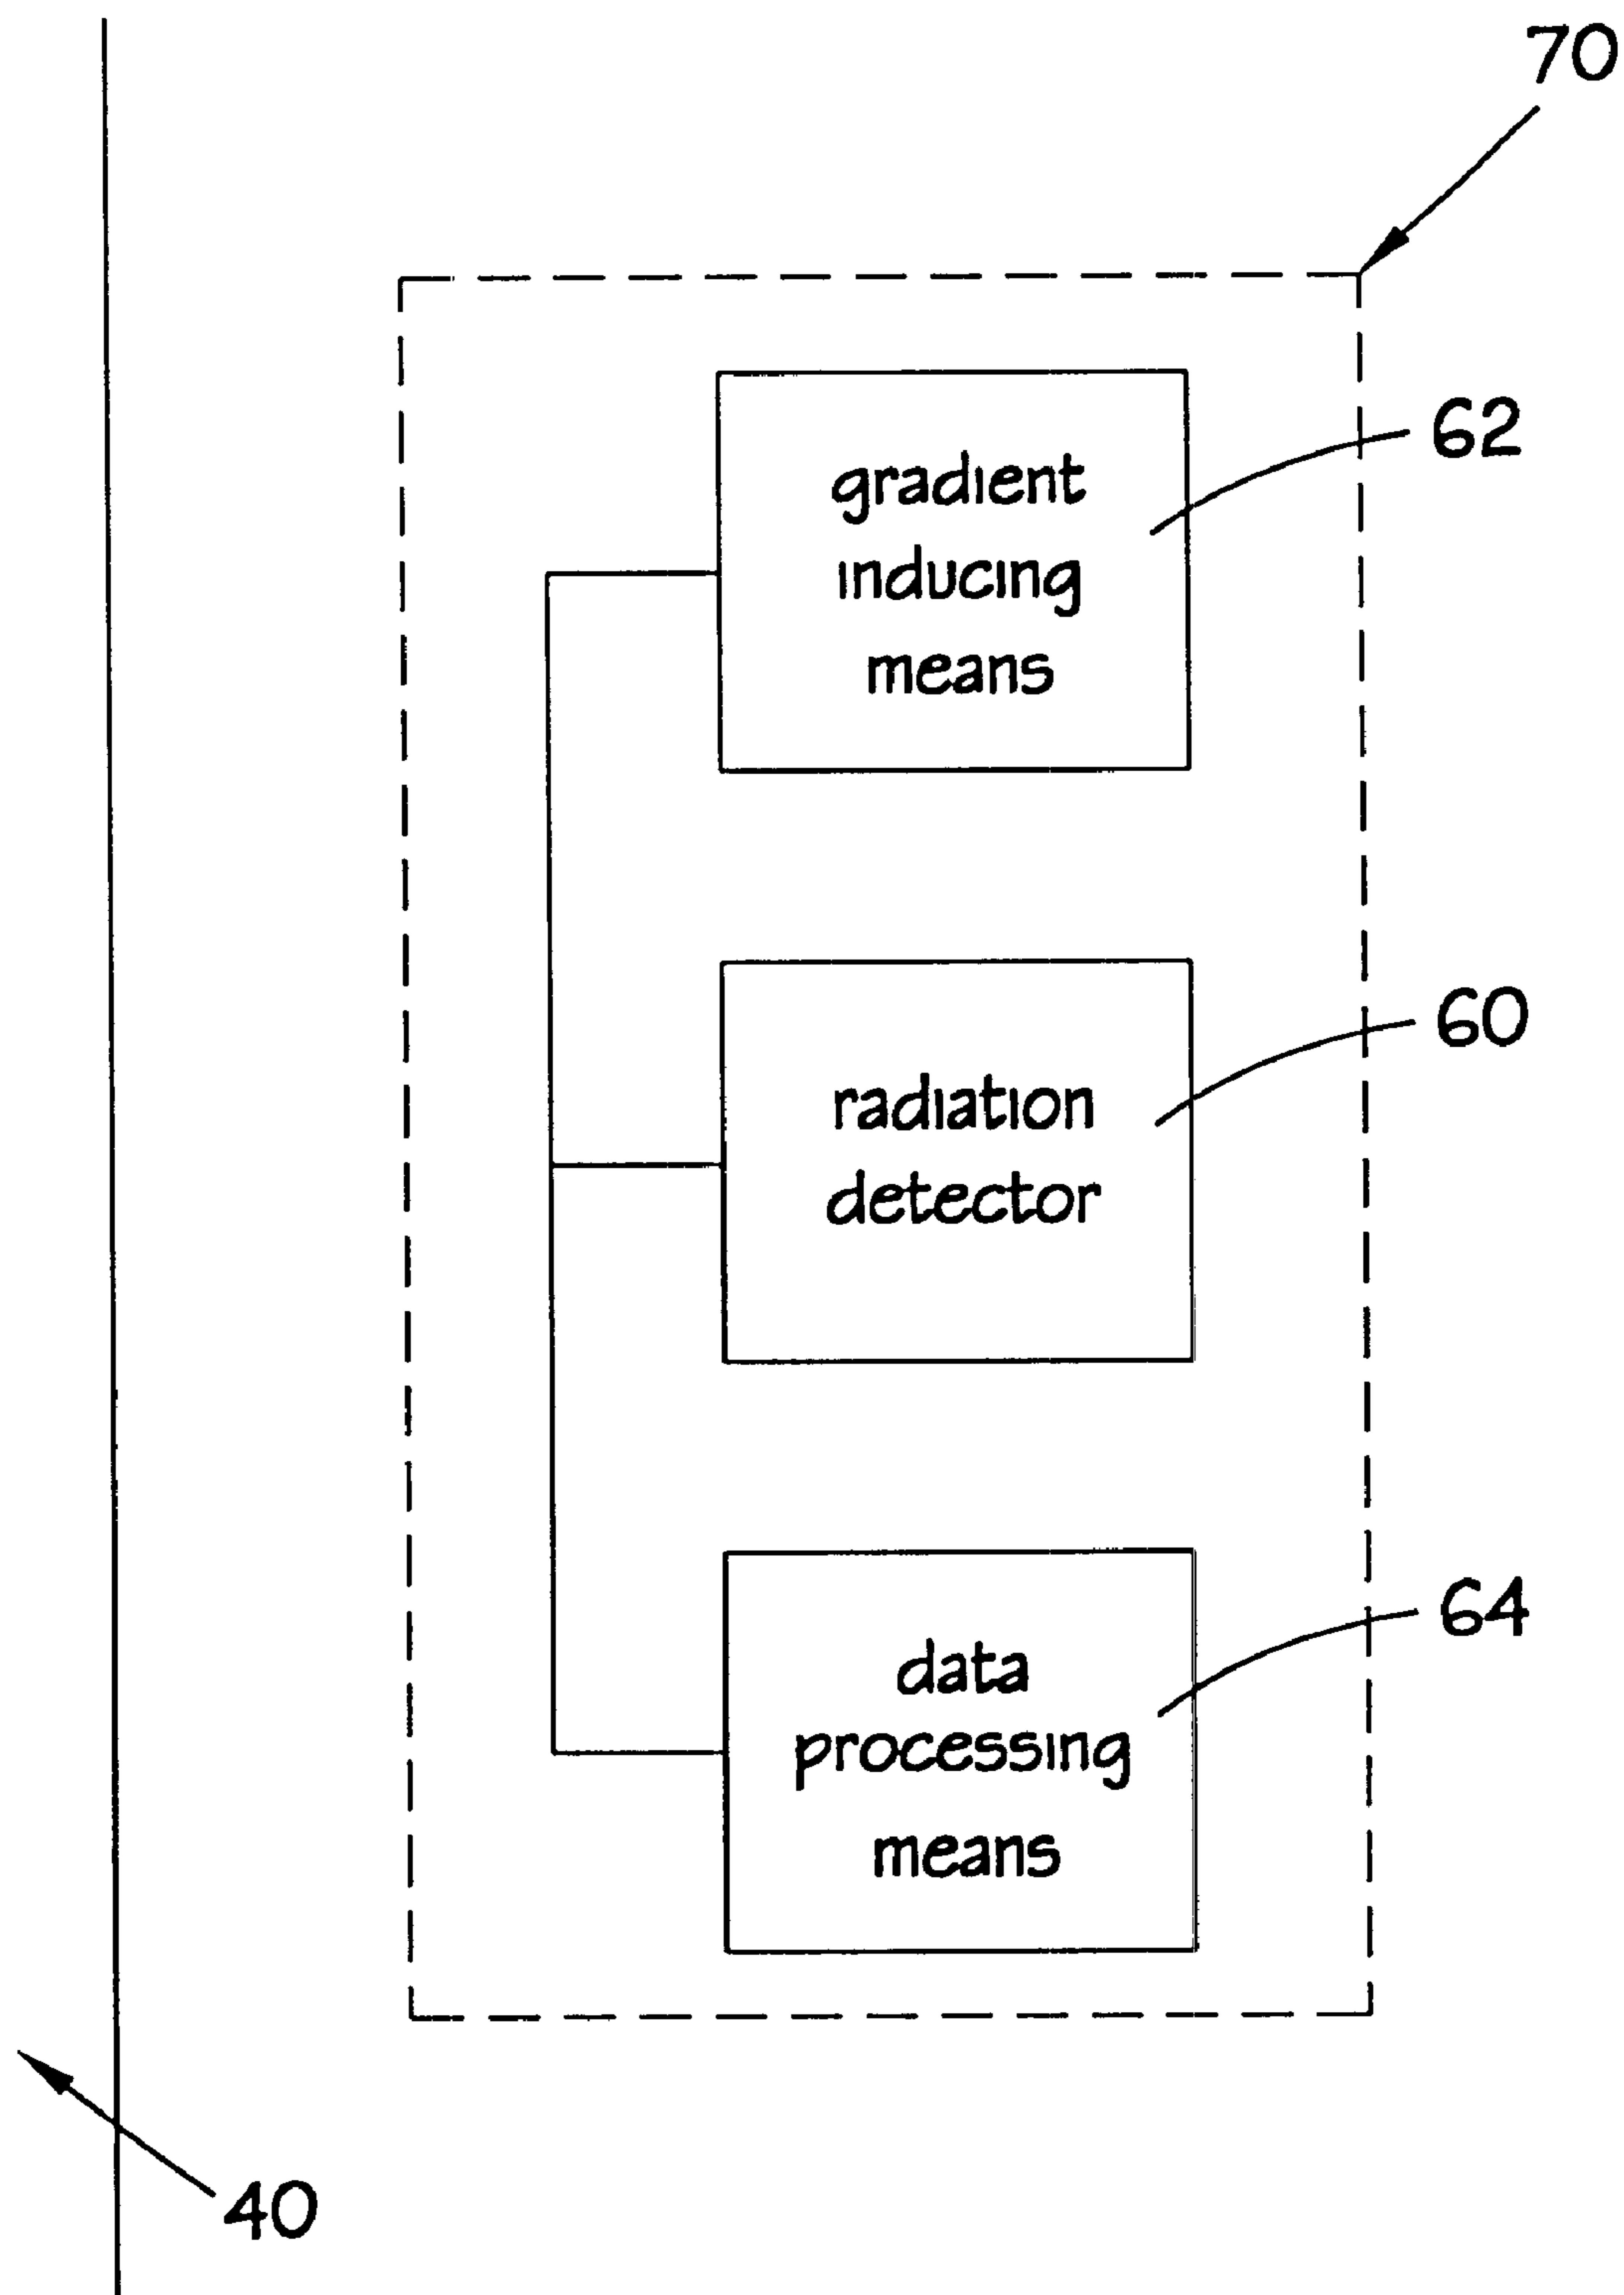 70
gradient
inducing
means
62
radiation
detector
60
data
processing
means
64
40